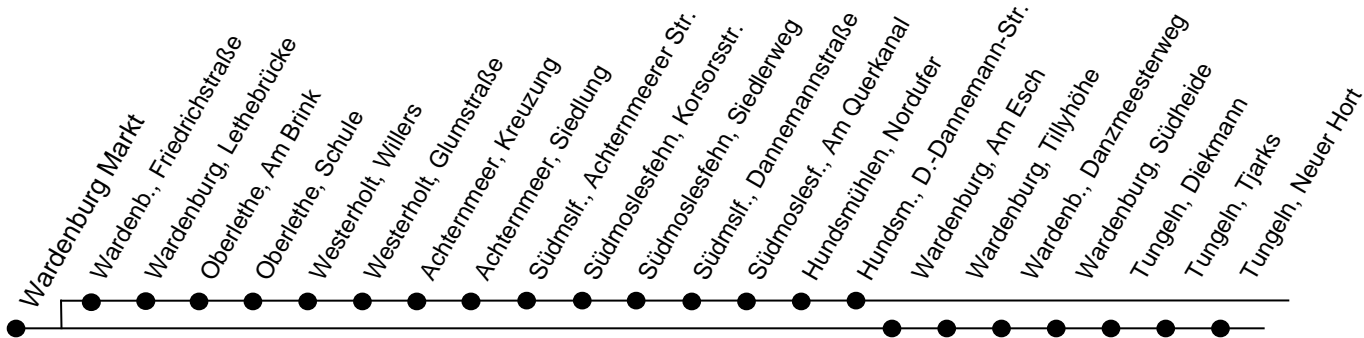 Wardenburg Markt
Wardenb., Friedrichstraße
Wardenburg, Lethebrücke
Oberlethe, Am Brink
Oberlethe, Schule
Westerholt, Willers
Westerholt, Glumstraße
Achternmeer, Kreuzung
Achternmeer, Siedlung
Südmslf., Achternmeerer Str.
Südmoslesfehn, Korsorsstr.
Südmoslesfehn, Siedlerweg
Südmslf., Dannemannstraße
Südmoslesf., Am Querkanal
Hundsmühlen, Nordufer
Hundsm., D.-Dannemann-Str.
Wardenburg, Am Esch
Wardenburg, Tillyhöhe
Wardenb., Danzmeesterweg
Wardenburg, Südheide
Tungeln, Diekmann
Tungeln, Tjarks
Tungeln, Neuer Hort